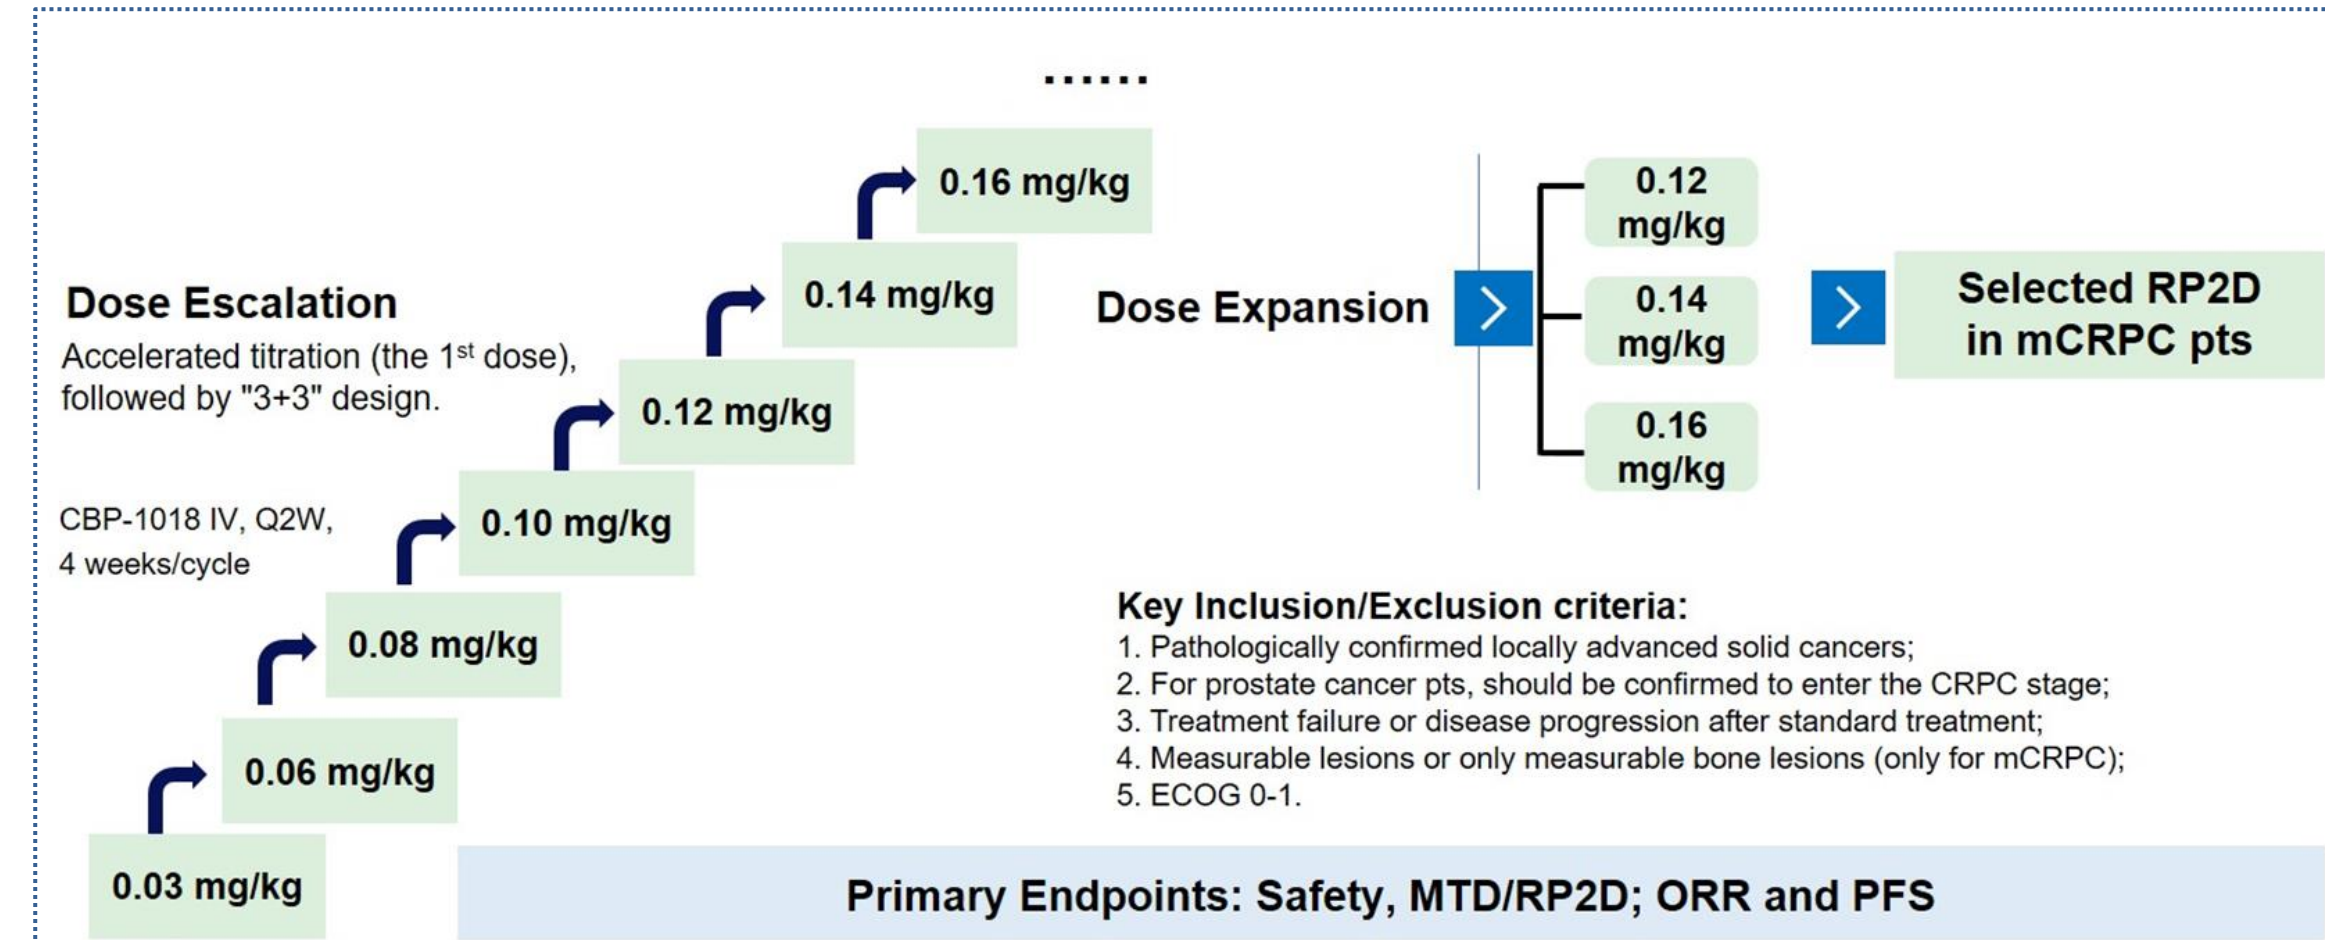 ......
0.16 mg/kg
0.14 mg/kg
0.12 mg/kg
0.10 mg/kg
0.08 mg/kg
0.06 mg/kg
0.03 mg/kg
Dose Escalation
Accelerated titration (the 1st dose),
followed by "3+3" design.
CBP-1018 IV, Q2W,
4 weeks/cycle
Dose Expansion
0.12
mg/kg
0.14
mg/kg
0.16
mg/kg
Selected RP2D
in mCRPC pts
Key Inclusion/Exclusion criteria:
1. Pathologically confirmed locally advanced solid cancers;
2. For prostate cancer pts, should be confirmed to enter the CRPC stage;
3. Treatment failure or disease progression after standard treatment;
4. Measurable lesions or only measurable bone lesions (only for mCRPC);
5. ECOG 0-1.
Primary Endpoints: Safety, MTD/RP2D; ORR and PFS